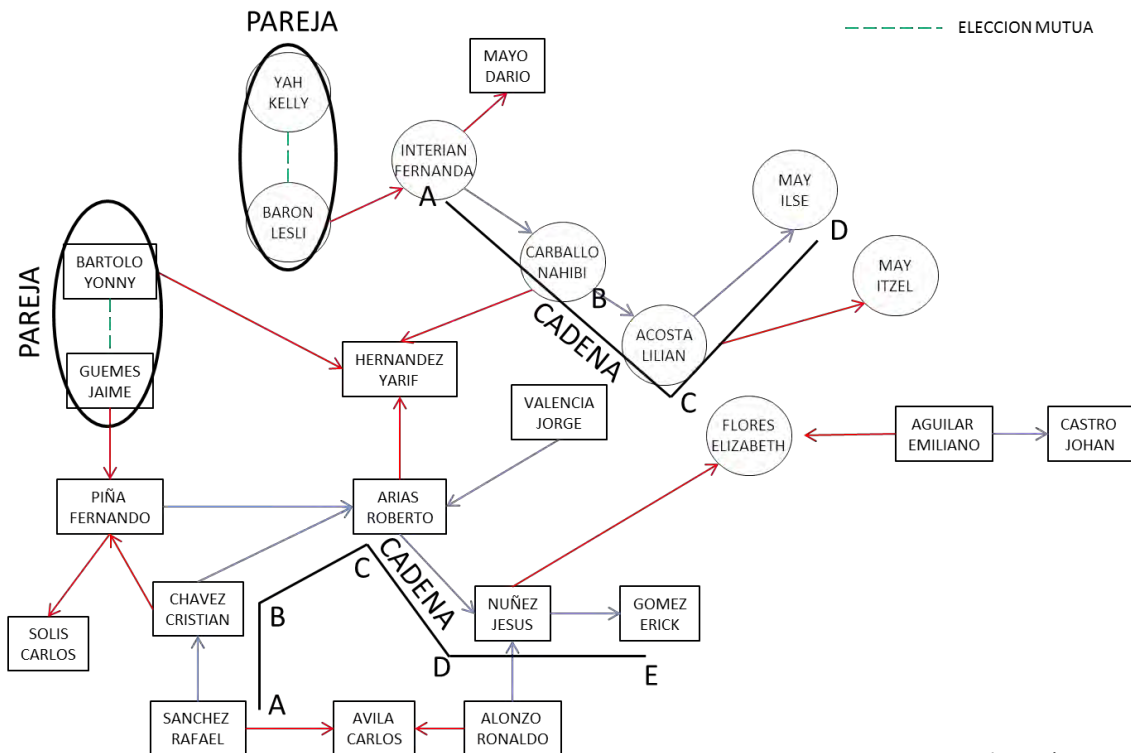 PAREJA
ELECCION MUTUA
YAH
KELLY
MAYO
DARIO
INTERIAN
FERNANDA
A
BARON
LESLI
MAY
ILSE
D
PAREJA
BARTOLO
YONNY
CARBALLO
NAHIBI
B
MAY
ITZEL
CADENA
ACOSTA
LILIAN
GUEMES
JAIME
HERNANDEZ
YARIF
C
VALENCIA
JORGE
FLORES
ELIZABETH
AGUILAR
EMILIANO
CASTRO
JOHAN
PIÑA
FERNANDO
ARIAS
ROBERTO
CADENA
C
CHAVEZ
CRISTIAN
B
NUÑEZ
JESUS
GOMEZ
ERICK
SOLIS
CARLOS
D
E
A
SANCHEZ
RAFAEL
AVILA
CARLOS
ALONZO
RONALDO